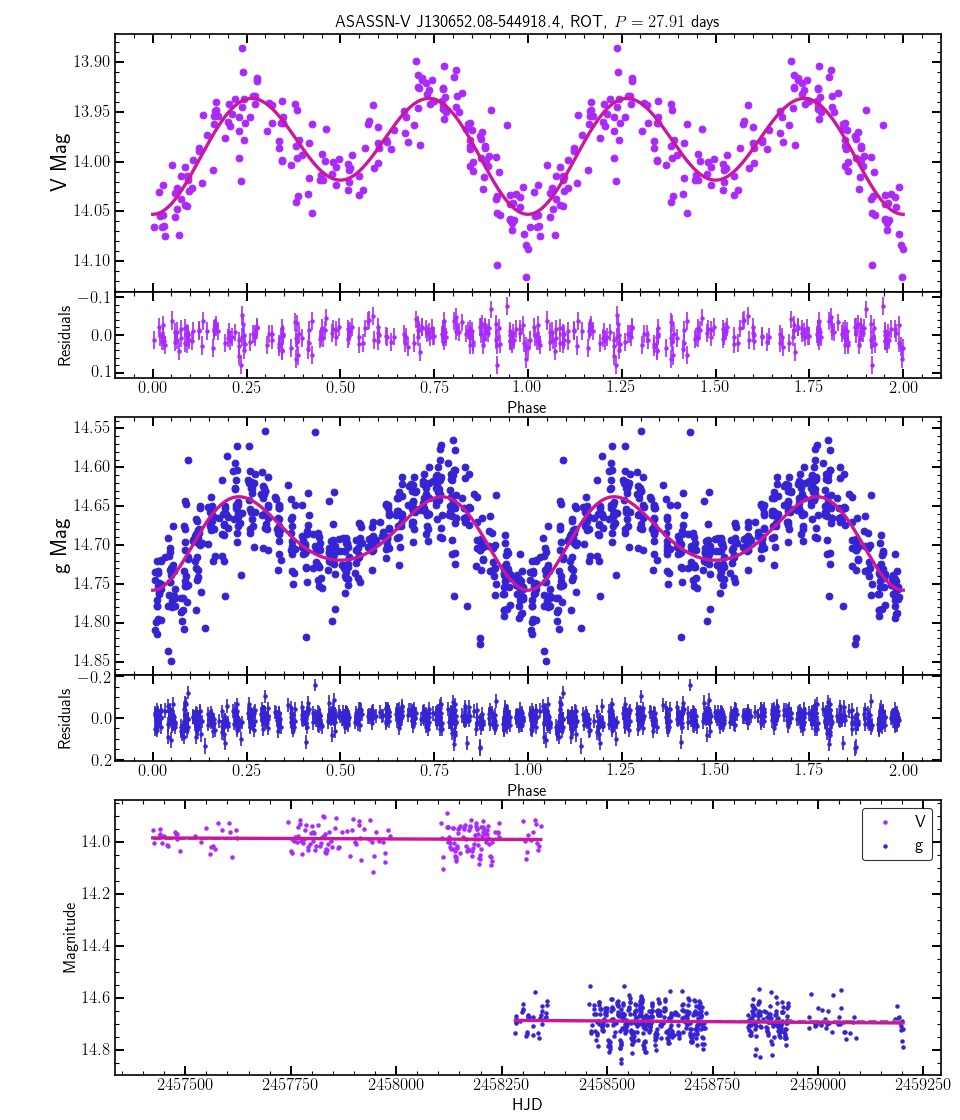 ASASSN-V J130652.08-544918.4, ROT, P = 27.91 days
13.90
13.95
14.00
14.05
14.10
V Mag
−0.1
0.0
0.1
Residuals
0.00 0.25 0.50 0.75 1.00 1.25 1.50 1.75 2.00
Phase
14.55
14.60
14.65
14.70
14.75
14.80
14.85
g Mag
−0.2
0.0
0.2
Residuals
0.00 0.25 0.50 0.75 1.00 1.25 1.50 1.75 2.00
Phase
V
g
14.0
14.2
14.4
14.6
14.8
Magnitude
2457500 2457750 2458000 2458250 2458500 2458750 2459000 2459250
HJD